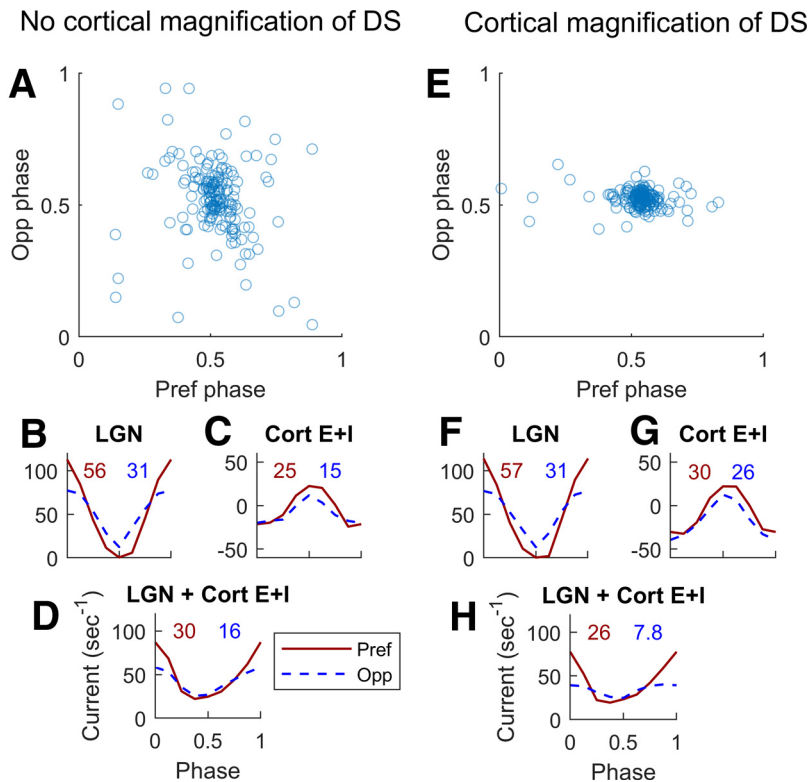 No cortical magnification of DS
Cortical magnification of DS
A
1
0.5
0
Opp phase
0
0.5
1
Pref phase
E
1
0.5
0
Opp phase
0
0.5
1
Pref phase
B
LGN
100
50
0
56
31
C
Cort E+I
50
0
-50
25
15
F
LGN
100
50
0
57
31
G
Cort E+I
50
0
-50
30
26
D
LGN + Cort E+I
Current (sec-1)
100
50
0
30
16
0
0.5
1
Phase
Pref
Opp
H
LGN + Cort E+I
Current (sec-1)
100
50
0
26
7.8
0
0.5
1
Phase